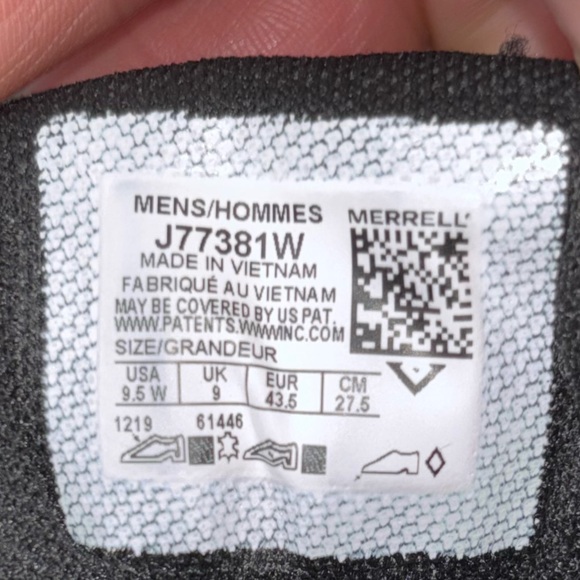 MENS/HOMMES
MERRELL
J77381W
MADE IN VIETNAM
FABRIQUÉ AU VIETNAM
MAY BE COVERED BY US PAT.
WWW.PATENTS.WWWINC.COM
SIZE/GRANDEUR
USA UK EUR CM
9.5 W 9 43.5 27.5
1219 61446